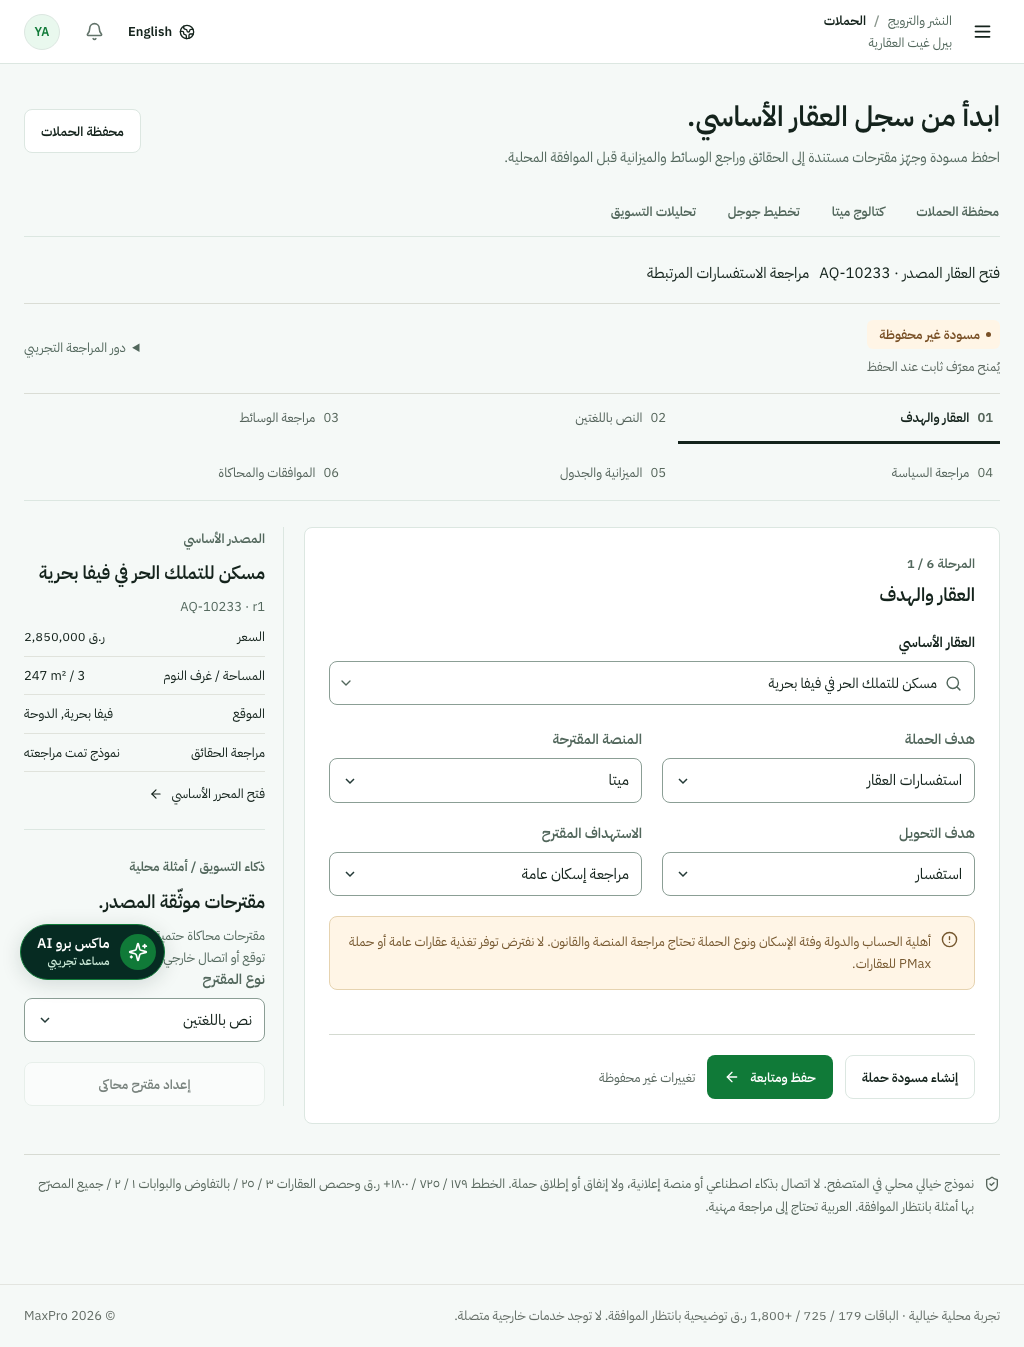 النشر والترويج / الحملات
بيرل غيت العقارية
English
YA
ابدأ من سجل العقار الأساسي.
احفظ مسودة وجهّز مقترحات مستندة إلى الحقائق وراجع الوسائط والميزانية قبل الموافقة المحلية.
محفظة الحملات
محفظة الحملات
كتالوج ميتا
تخطيط جوجل
تحليلات التسويق
فتح العقار المصدر · AQ-10233
مراجعة الاستفسارات المرتبطة
مسودة غير محفوظة
يُمنح معرّف ثابت عند الحفظ
دور المراجعة التجريبي
01 العقار والهدف
02 النص باللغتين
03 مراجعة الوسائط
04 مراجعة السياسة
05 الميزانية والجدول
06 الموافقات والمحاكاة
المرحلة 6 / 1
العقار والهدف
العقار الأساسي
مسكن للتملك الحر في فيفا بحرية
هدف الحملة
استفسارات العقار
المنصة المقترحة
ميتا
هدف التحويل
استفسار
الاستهداف المقترح
مراجعة إسكان عامة
أهلية الحساب والدولة وفئة الإسكان ونوع الحملة تحتاج مراجعة المنصة والقانون. لا نفترض توفر تغذية عقارات عامة أو حملة
PMax للعقارات.
إنشاء مسودة حملة
حفظ ومتابعة
تغييرات غير محفوظة
المصدر الأساسي
مسكن للتملك الحر في فيفا بحرية
AQ-10233 · r1
السعر
2,850,000 ر.ق
المساحة / غرف النوم
247 m² / 3
الموقع
فيفا بحرية, الدوحة
مراجعة الحقائق
نموذج تمت مراجعته
فتح المحرر الأساسي
ذكاء التسويق / أمثلة محلية
مقترحات موثّقة المصدر.
مقترحات محاكاة
توقع أو اتصال خارجي
ماكس برو AI
مساعد تجريبي
نوع المقترح
نص باللغتين
إعداد مقترح محاكى
نموذج خيالي محلي في المتصفح. لا اتصال بذكاء اصطناعي أو منصة إعلانية، ولا إنفاق أو إطلاق حملة. الخطط ١٧٩ / ٧٢٥ / ١٨٠٠+ ر.ق وحصص العقارات ٣ / ٢٥ / بالتفاوض والبوابات ١ / ٢ / جميع المصرّح
بها أمثلة بانتظار الموافقة. العربية تحتاج إلى مراجعة مهنية.
تجربة محلية خيالية · الباقات 179 / 725 / +1,800 ر.ق توضيحية بانتظار الموافقة. لا توجد خدمات خارجية متصلة.
© 2026 MaxPro